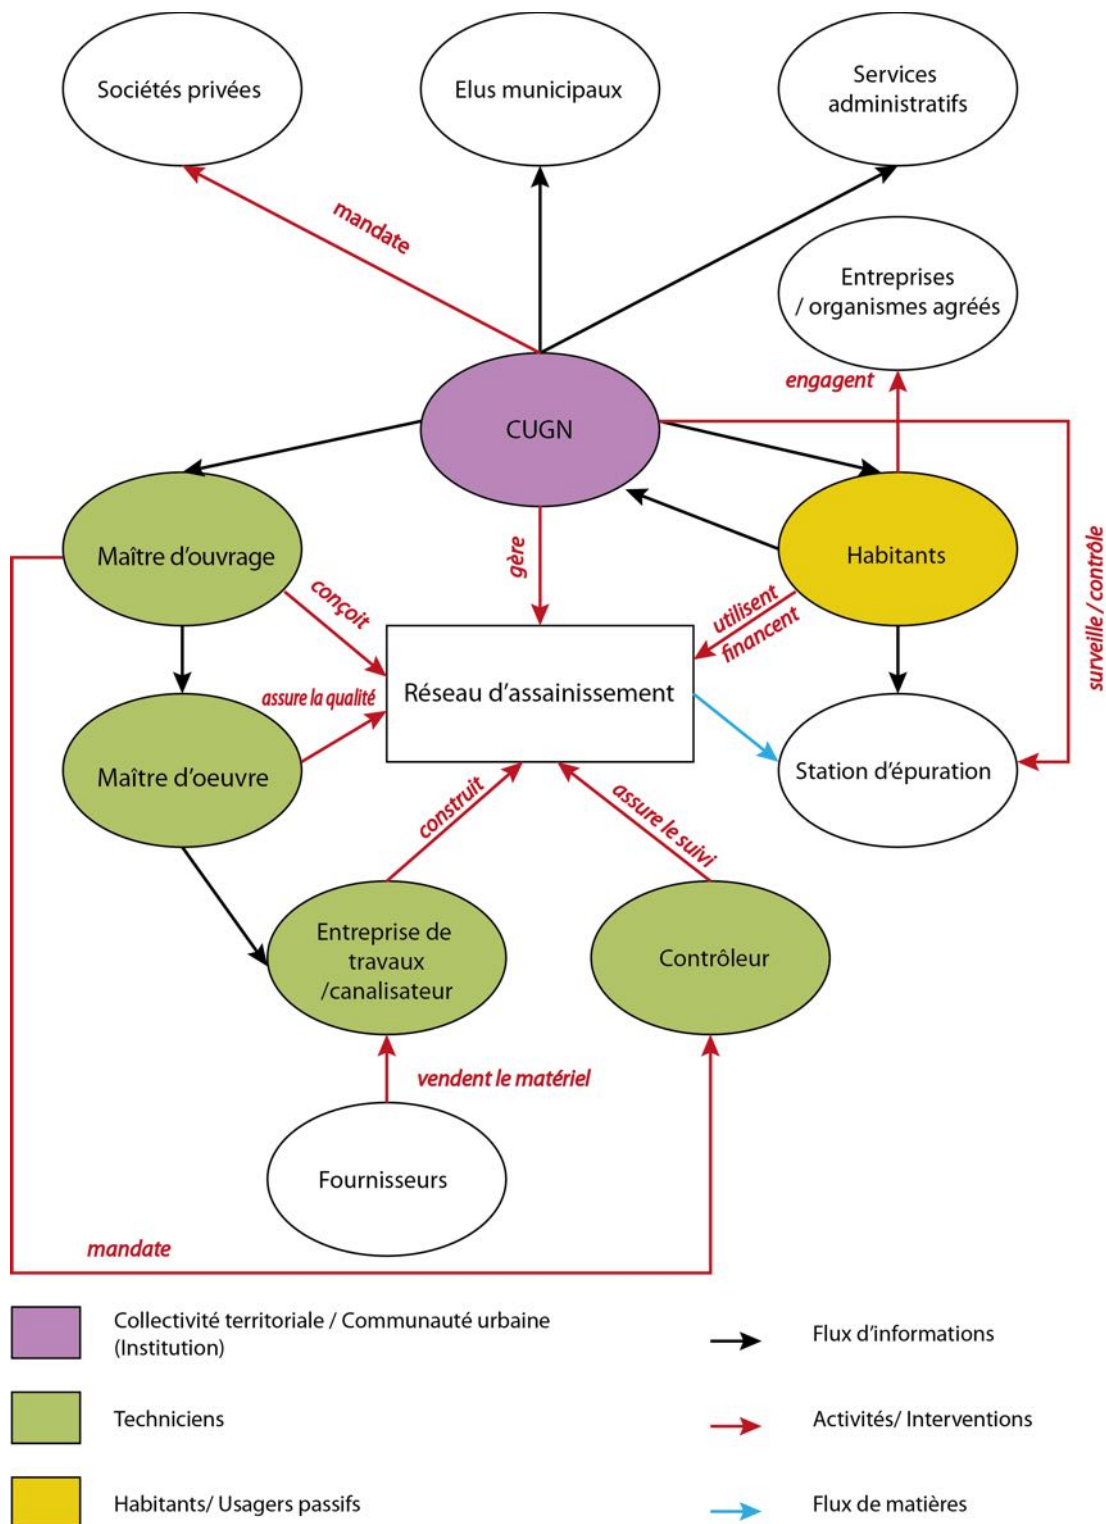 Sociétés privées
Elus municipaux
Services
administratifs
mandate
Entreprises
/ organismes agréés
engagent
CUGN
Maître d'ouvrage
Habitants
gère
conçoit
utilisent
financent
surveille / contrôle
assure la qualité
Réseau d'assainissement
Maître d'oeuvre
Station d'épuration
construit
assure le suivi
Entreprise de
travaux
/canalisateur
Contrôleur
vendent le matériel
Fournisseurs
mandate
Collectivité territoriale / Communauté urbaine
(Institution)
Flux d'informations
Techniciens
Activités/ Interventions
Habitants/ Usagers passifs
Flux de matières